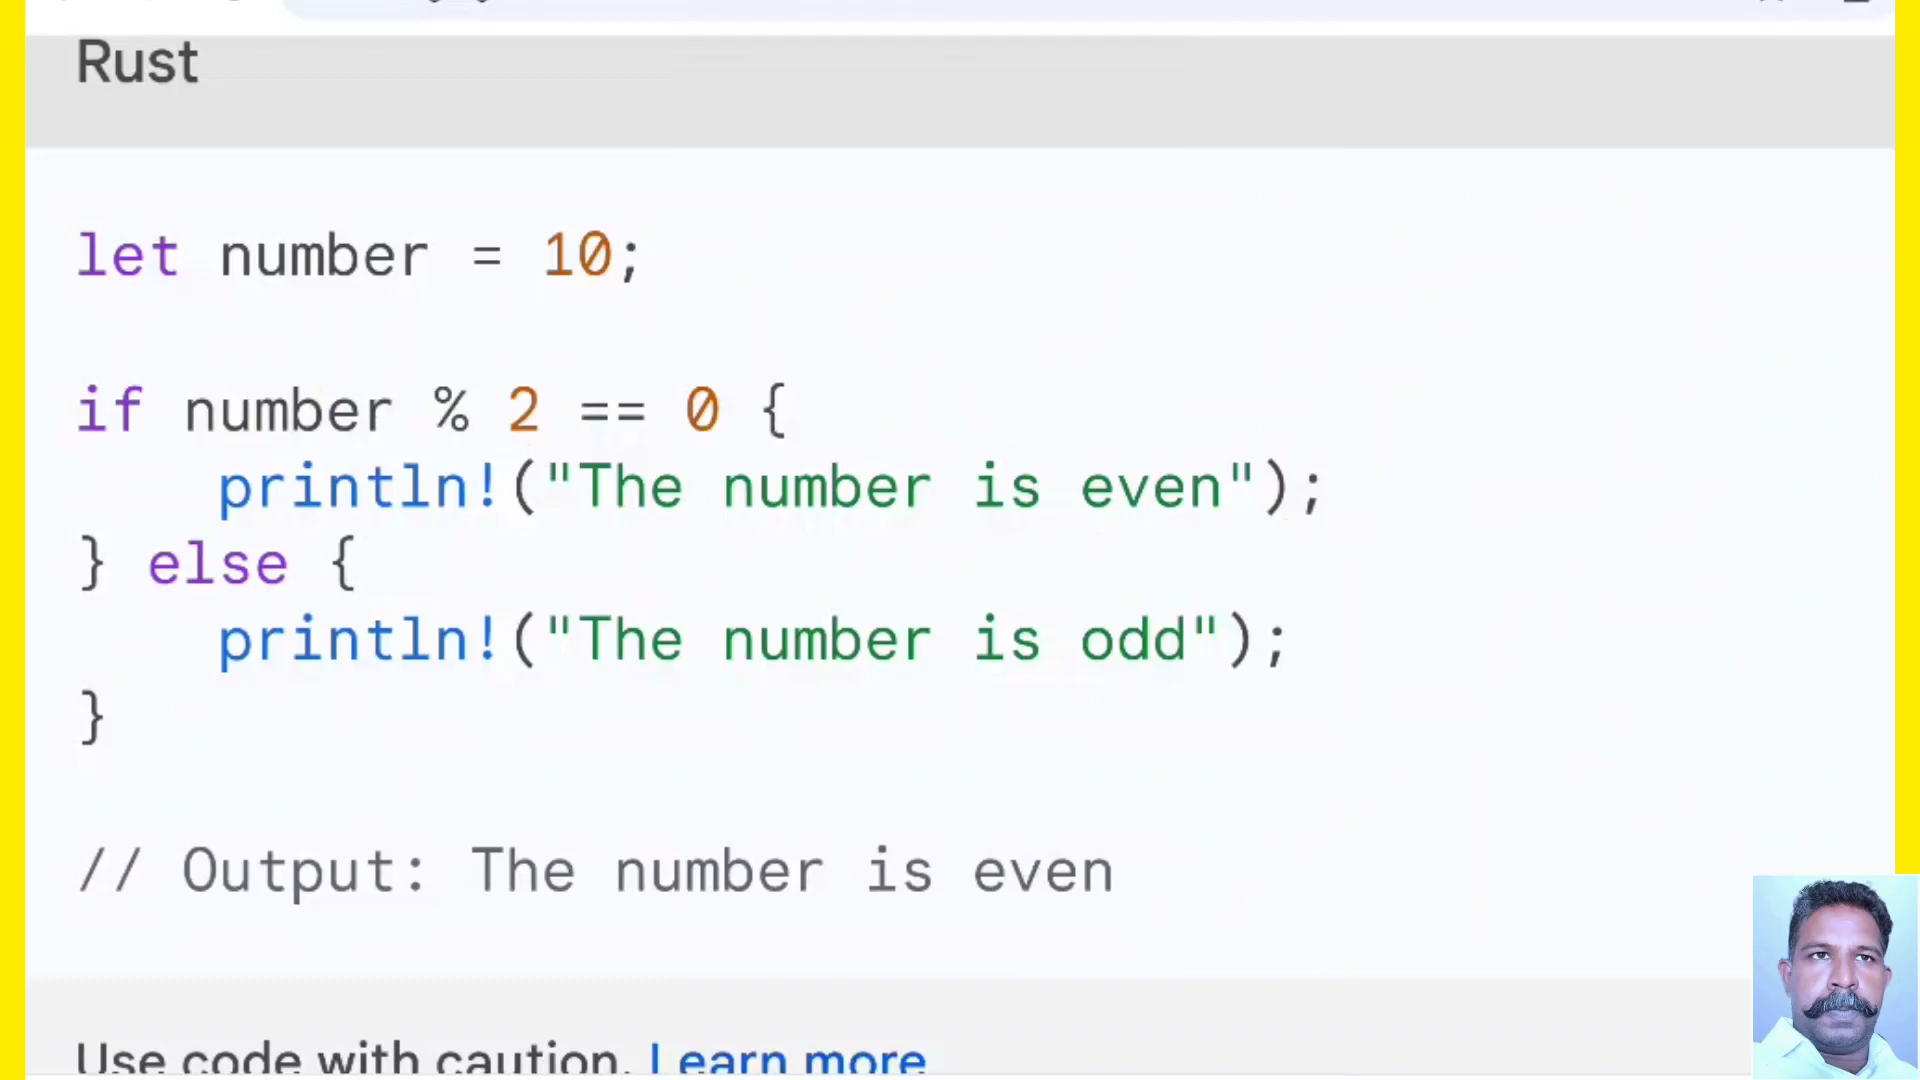 Rust
let number = 10;
if number % 2 == 0 {
println!("The number is even");
} else {
println!("The number is odd");
}
// Output: The number is even
Use code with caution. Learn more